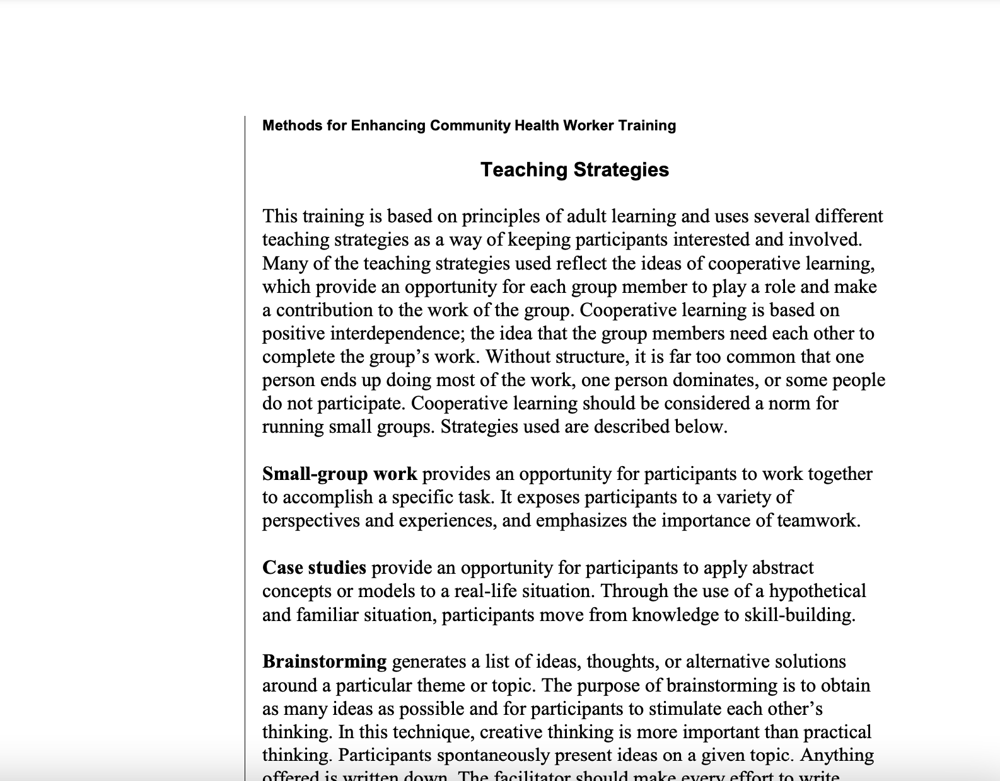 Methods for Enhancing Community Health Worker Training
Teaching Strategies
This training is based on principles of adult learning and uses several different
teaching strategies as a way of keeping participants interested and involved.
Many of the teaching strategies used reflect the ideas of cooperative learning,
which provide an opportunity for each group member to play a role and make
a contribution to the work of the group. Cooperative learning is based on
positive interdependence; the idea that the group members need each other to
complete the group’s work. Without structure, it is far too common that one
person ends up doing most of the work, one person dominates, or some people
do not participate. Cooperative learning should be considered a norm for
running small groups. Strategies used are described below.
Small-group work provides an opportunity for participants to work together
to accomplish a specific task. It exposes participants to a variety of
perspectives and experiences, and emphasizes the importance of teamwork.
Case studies provide an opportunity for participants to apply abstract
concepts or models to a real-life situation. Through the use of a hypothetical
and familiar situation, participants move from knowledge to skill-building.
Brainstorming generates a list of ideas, thoughts, or alternative solutions
around a particular theme or topic. The purpose of brainstorming is to obtain
as many ideas as possible and for participants to stimulate each other’s
thinking. In this technique, creative thinking is more important than practical
thinking. Participants spontaneously present ideas on a given topic. Anything
offered is written down. The facilitator should make every effort to write